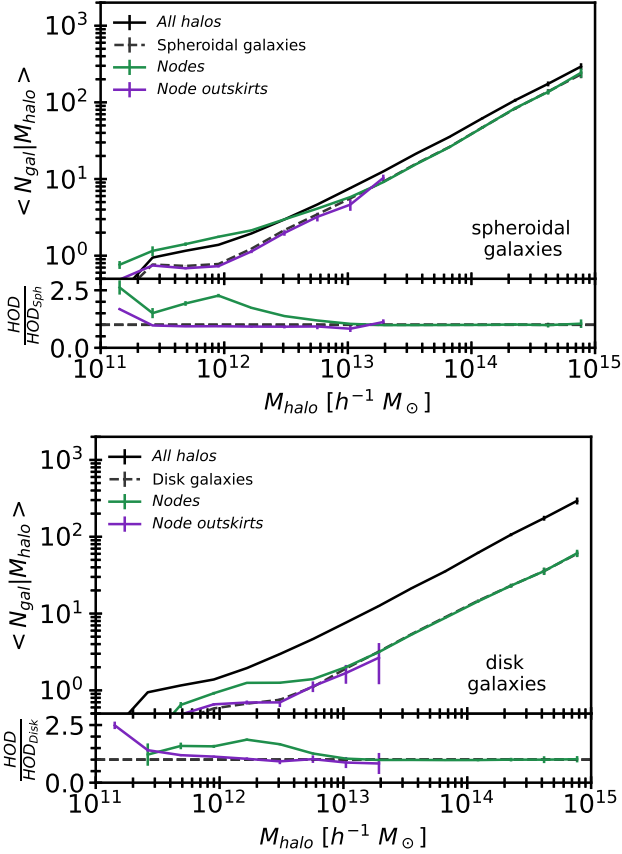 10³
10²
10¹
10⁰
< N_gal|M_halo >
All halos
Spheroidal galaxies
Nodes
Node outskirts
spheroidal
galaxies
2.5
0.0
HOD
HOD_Sph
10¹¹ 10¹² 10¹³ 10¹⁴ 10¹⁵
M_halo [h⁻¹ M_⊙]
10³
10²
10¹
10⁰
< N_gal|M_halo >
All halos
Disk galaxies
Nodes
Node outskirts
disk
galaxies
2.5
0.0
HOD
HOD_Disk
10¹¹ 10¹² 10¹³ 10¹⁴ 10¹⁵
M_halo [h⁻¹ M_⊙]